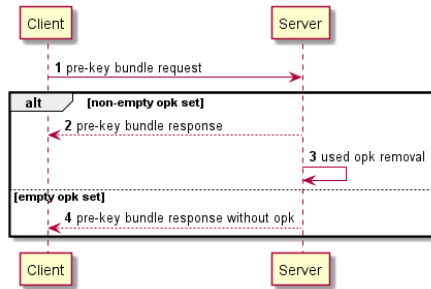 Client Server
1 pre-key bundle request
alt [non-empty opk set]
2 pre-key bundle response
3 used opk removal
[empty opk set]
4 pre-key bundle response without opk
Client Server